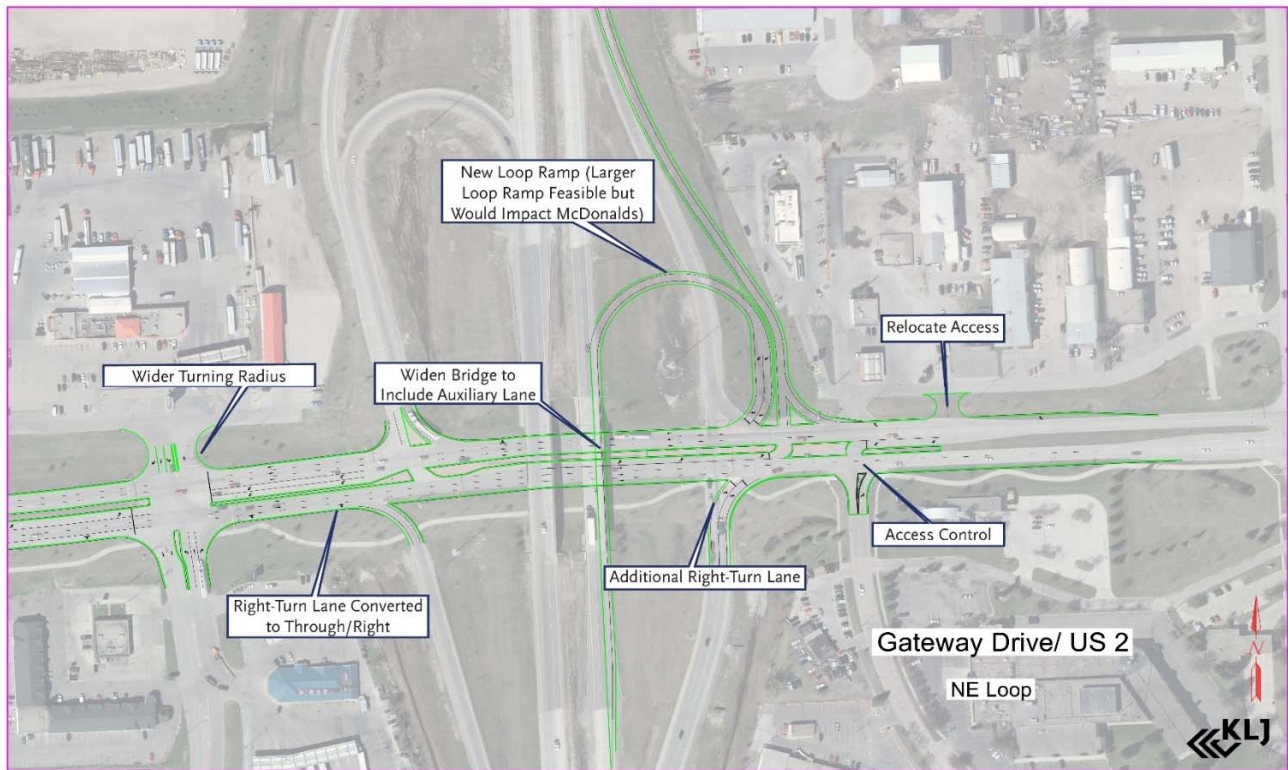 New Loop Ramp (Larger
Loop Ramp Feasible but
Would Impact McDonalds)
Relocate Access
Wider Turning Radius
Widen Bridge to
Include Auxiliary Lane
Access Control
Additional Right-Turn Lane
Right-Turn Lane Converted
to Through/Right
Gateway Drive/ US 2
NE Loop
N
KLJ